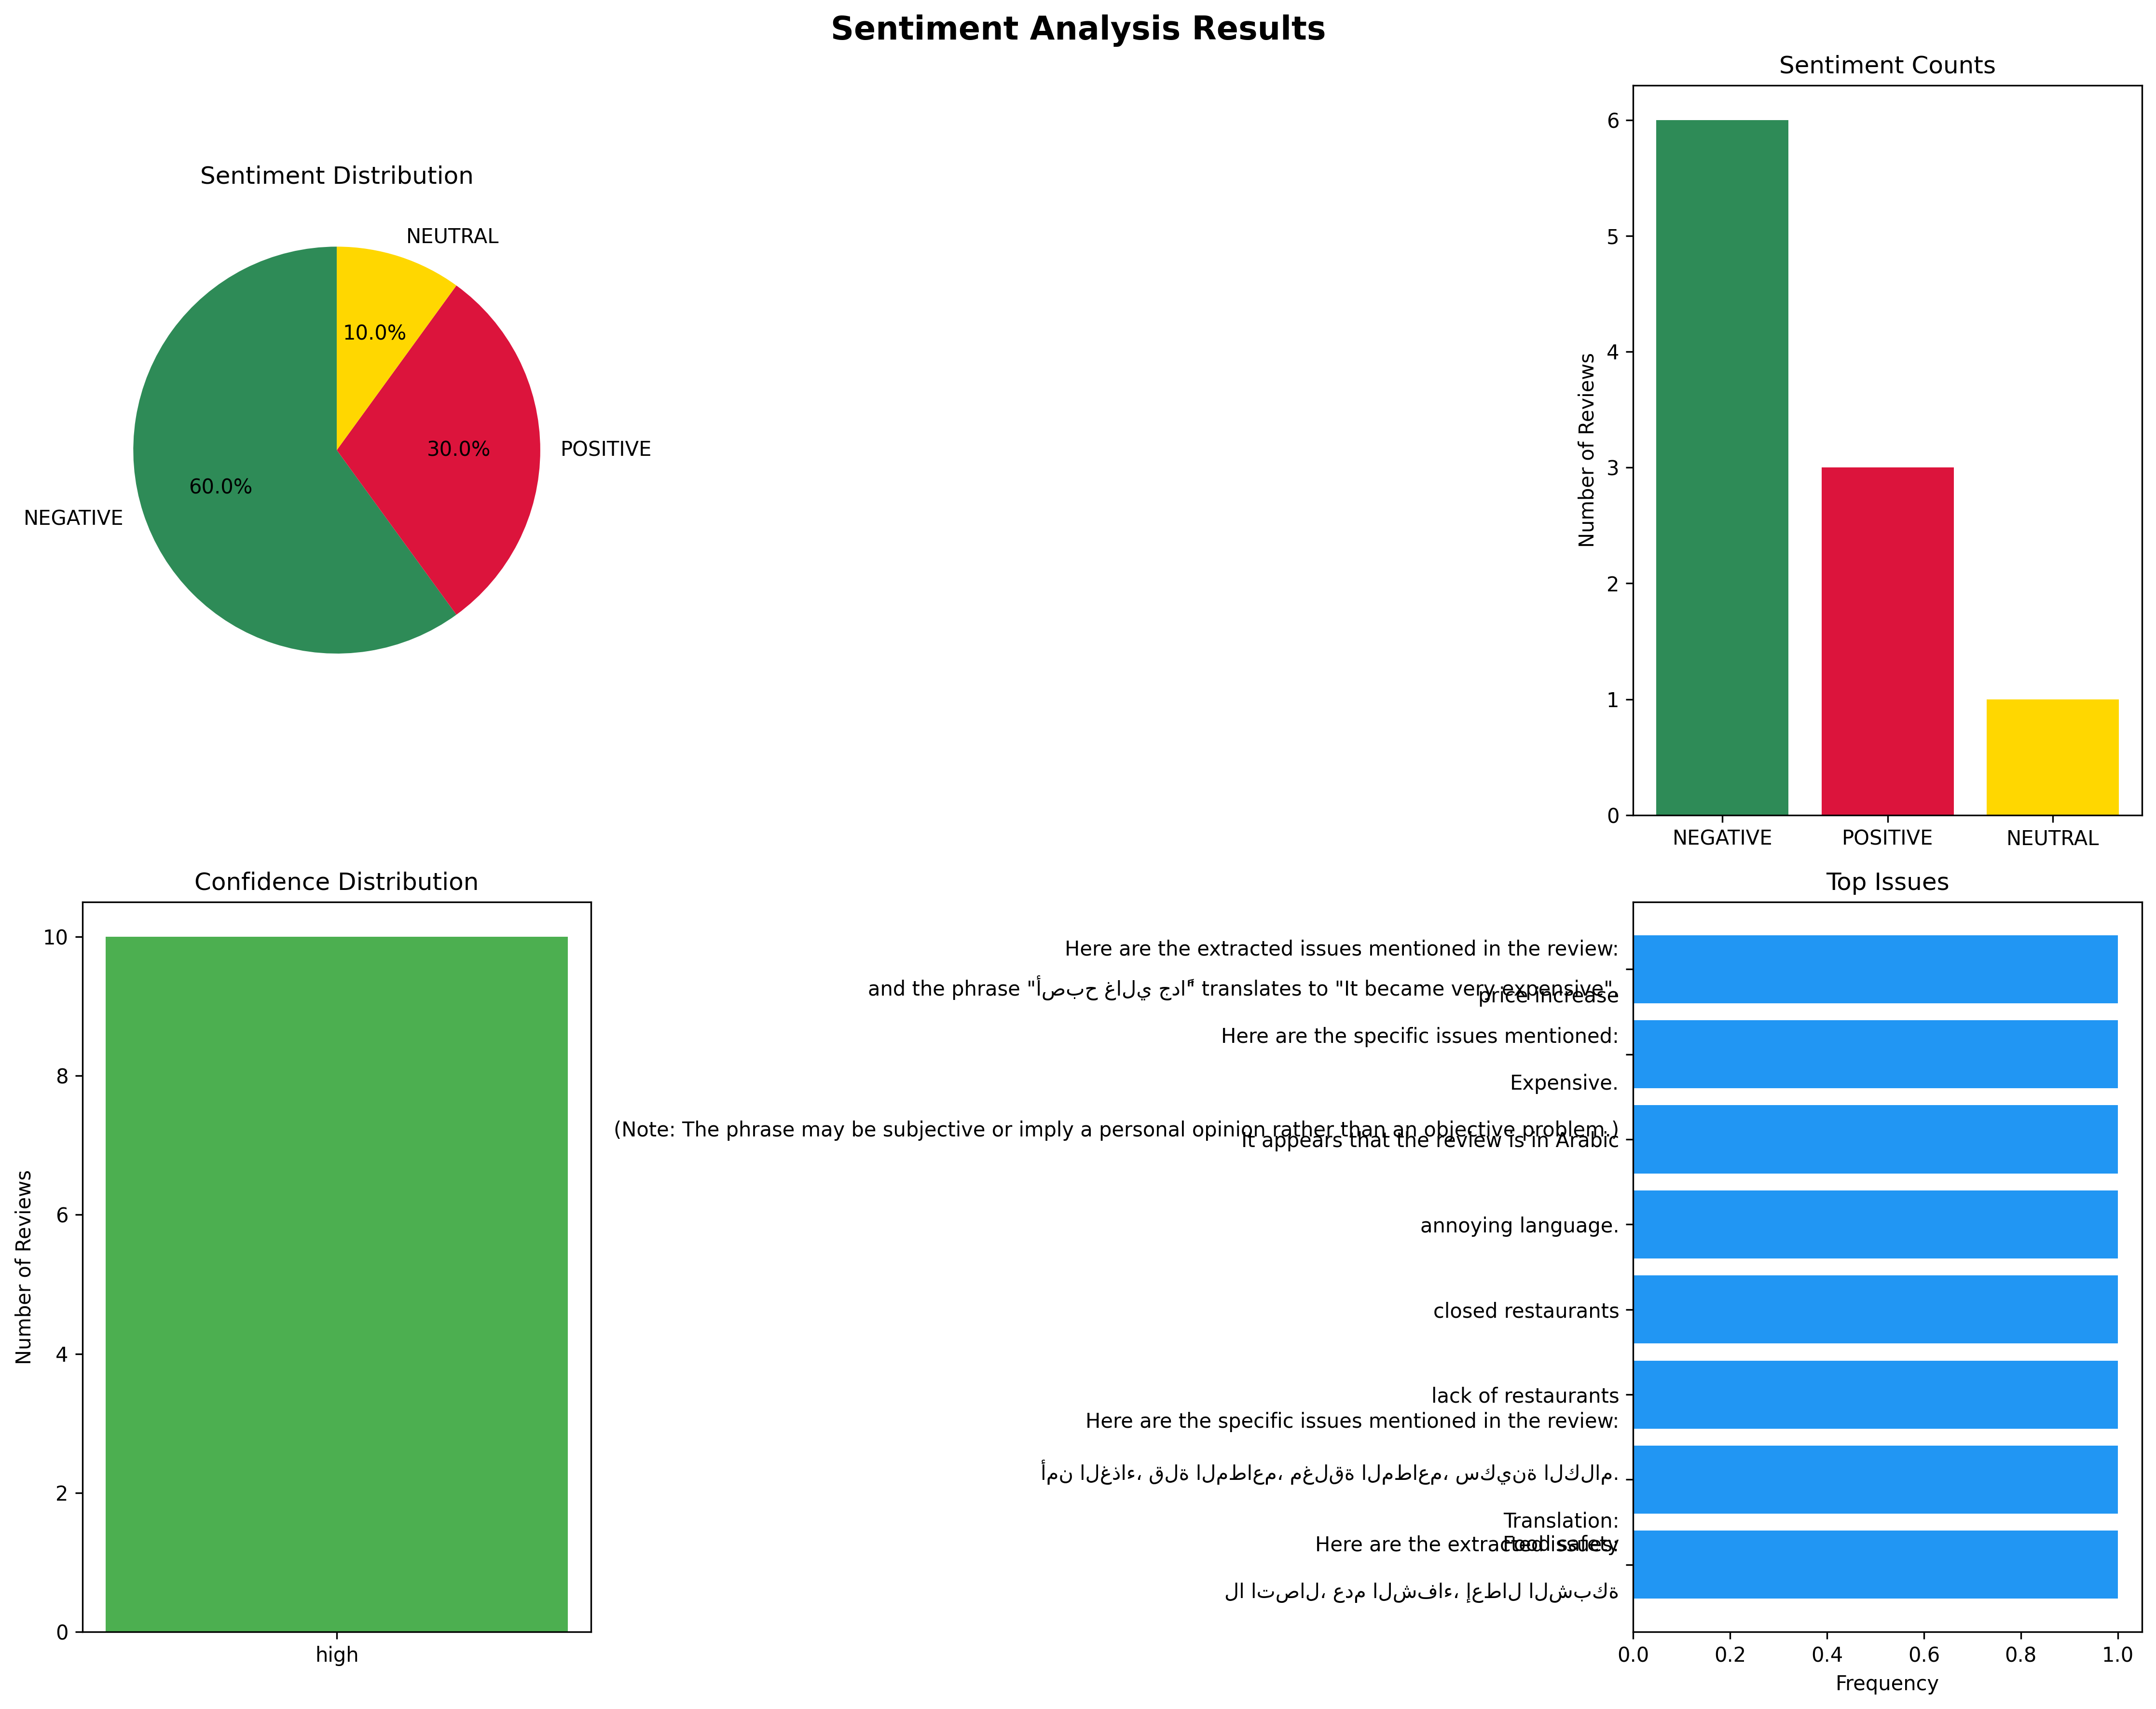 Sentiment Analysis Results
Sentiment Distribution
NEUTRAL
10.0%
30.0%
POSITIVE
60.0%
NEGATIVE
Sentiment Counts
Number of Reviews
6
5
4
3
2
1
0
NEGATIVE
POSITIVE
NEUTRAL
Confidence Distribution
Number of Reviews
10
8
6
4
2
0
high
Top Issues
Here are the extracted issues mentioned in the review:
price increase
and the phrase "أصبح غالي جداً" translates to "It became very expensive".
Here are the specific issues mentioned:
Expensive.
(Note: The phrase may be subjective or imply a personal opinion rather than an objective problem.)
It appears that the review is in Arabic
annoying language.
closed restaurants
lack of restaurants
Here are the specific issues mentioned in the review:
أمن الغذاء، قلة المطاعم، مغلقة المطاعم، سكينة الكلام.
Translation:
Food safety
Here are the extracted issues:
لا اتصال، عدم الشفاء، إعطال الشبكة
0.0
0.2
0.4
0.6
0.8
1.0
Frequency